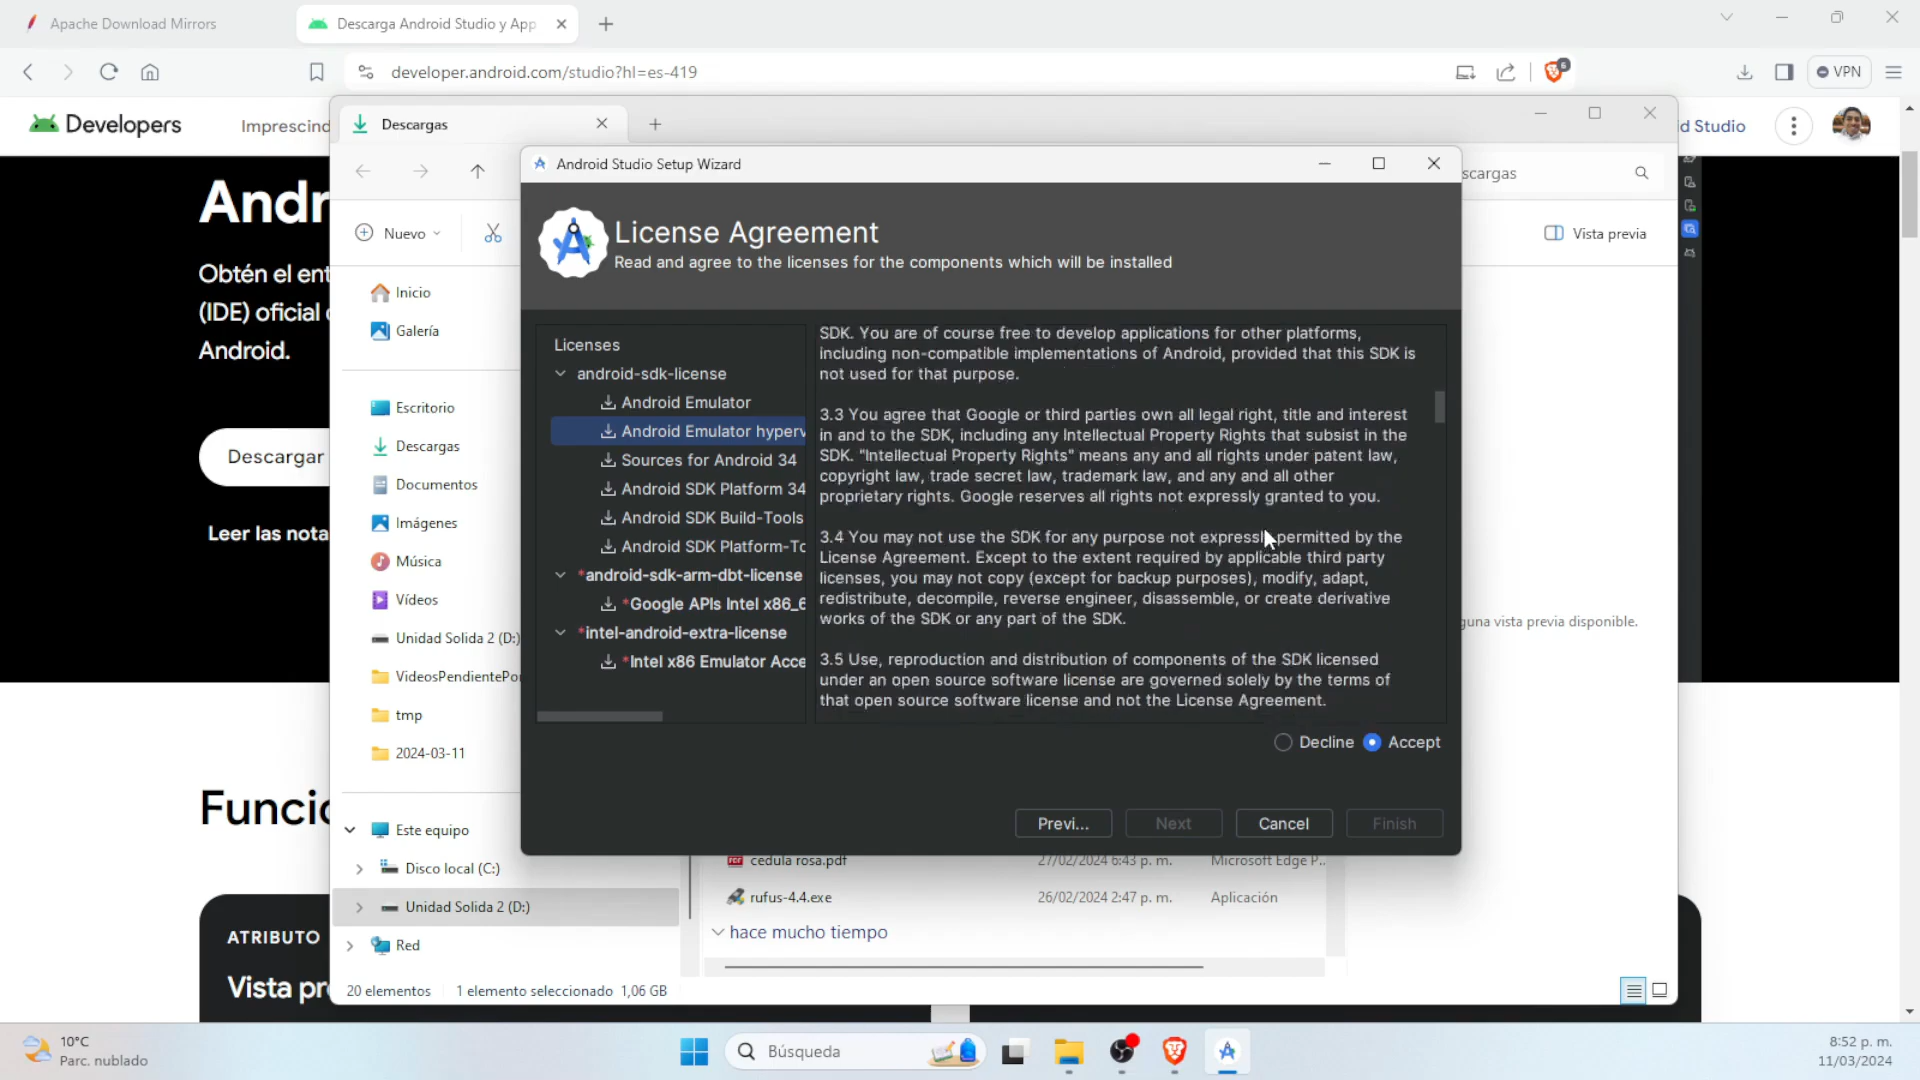 Apache Download Mirrors
Descarga Android Studio y App
developer.android.com/studio?hl=es-419
6
VPN
Developers
Imprescind
d Studio
Descargas
scargas
Android Studio Setup Wizard
Nuevo
Vista previa
License Agreement
Read and agree to the licenses for the components which will be installed
Andr
Obtén el ent
(IDE) oficial
Android.
Descargar
Leer las nota
Inicio
Galería
Escritorio
Descargas
Documentos
Imágenes
Música
Vídeos
Unidad Solida 2 (D:)
VideosPendientePo
tmp
2024-03-11
Este equipo
Disco local (C:)
Unidad Solida 2 (D:)
Red
Licenses
android-sdk-license
Android Emulator
Android Emulator hyperv
Sources for Android 34
Android SDK Platform 34
Android SDK Build-Tools
Android SDK Platform-To
*android-sdk-arm-dbt-license
*Google APIs Intel x86_6
*intel-android-extra-license
*Intel x86 Emulator Acce
SDK. You are of course free to develop applications for other platforms,
including non-compatible implementations of Android, provided that this SDK is
not used for that purpose.
3.3 You agree that Google or third parties own all legal right, title and interest
in and to the SDK, including any Intellectual Property Rights that subsist in the
SDK. "Intellectual Property Rights" means any and all rights under patent law,
copyright law, trade secret law, trademark law, and any and all other
proprietary rights. Google reserves all rights not expressly granted to you.
3.4 You may not use the SDK for any purpose not expressly permitted by the
License Agreement. Except to the extent required by applicable third party
licenses, you may not copy (except for backup purposes), modify, adapt,
redistribute, decompile, reverse engineer, disassemble, or create derivative
works of the SDK or any part of the SDK.
3.5 Use, reproduction and distribution of components of the SDK licensed
under an open source software license are governed solely by the terms of
that open source software license and not the License Agreement.
Decline Accept
Previ... Next Cancel Finish
guna vista previa disponible.
cedula rosa.pdf 27/02/2024 6:43 p. m. Microsoft Edge P...
rufus-4.4.exe 26/02/2024 2:47 p. m. Aplicación
hace mucho tiempo
20 elementos 1 elemento seleccionado 1,06 GB
Funcio
ATRIBUTO
Vista pr
10°C
Parc. nublado
Búsqueda
8:52 p. m.
11/03/2024